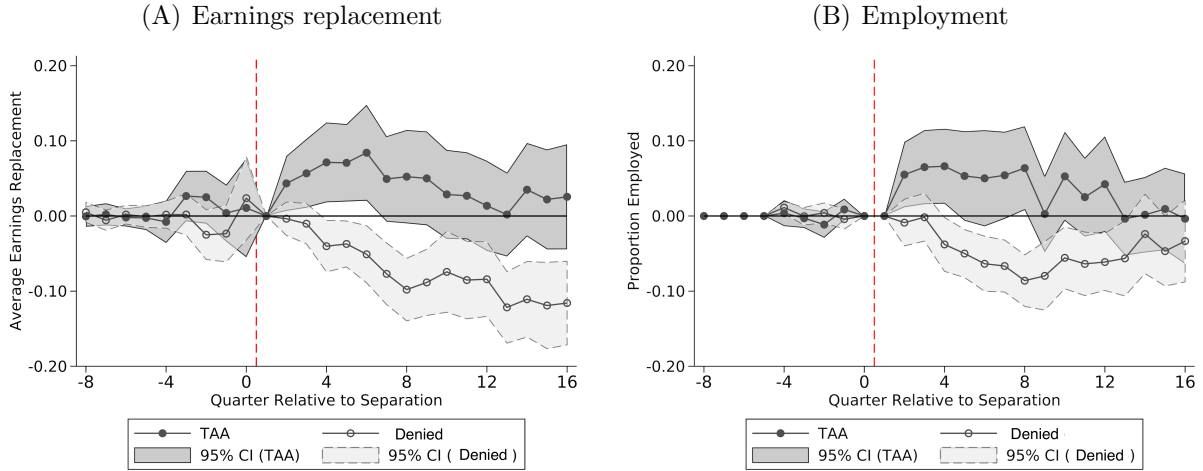 (A) Earnings replacement
0.20
0.10
0.00
-0.10
-0.20
Average Earnings Replacement
-8 -4 0 4 8 12 16
Quarter Relative to Separation
TAA Denied
95% CI (TAA) 95% CI ( Denied )
(B) Employment
0.20
0.10
0.00
-0.10
-0.20
Proportion Employed
-8 -4 0 4 8 12 16
Quarter Relative to Separation
TAA Denied
95% CI (TAA) 95% CI ( Denied )